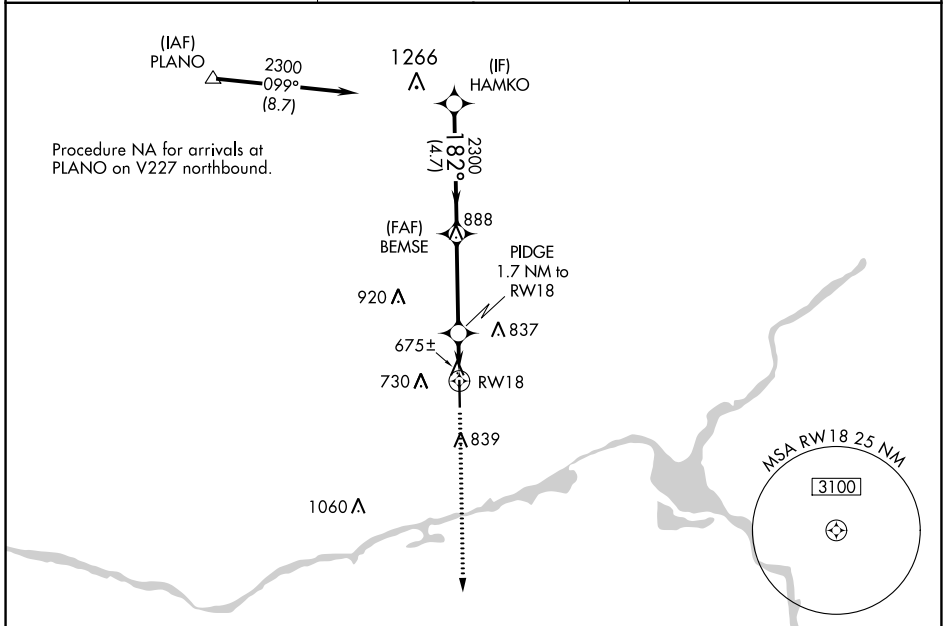 (IAF)
PLANO
2300
099°
(8.7)
1266
(IF)
HAMKO
Procedure NA for arrivals at
PLANO on V227 northbound.
2300
182°
(4.7)
(FAF)
BEMSE
888
PIDGE
1.7 NM to
RW18
920
837
675±
730
RW18
839
1060
MSA RW18 25 NM
3100